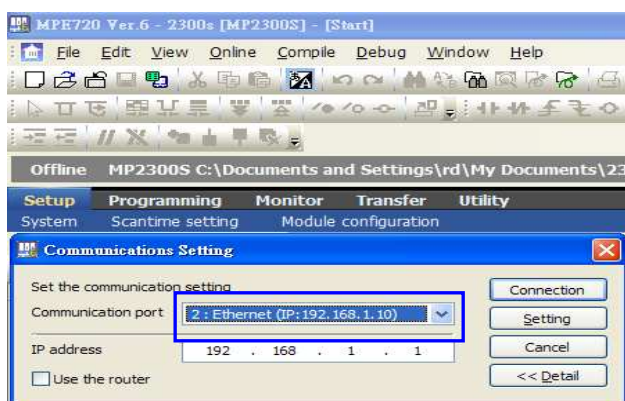 MPE720 Ver.6 - 2300s [MP2300S] - [Start]
File Edit View Online Compile Debug Window Help
Offline MP2300S C:\Documents and Settings\rd\My Documents\23
Setup Programming Monitor Transfer Utility
System Scantime setting Module configuration
Communications Setting
Set the communication setting
Connection
Communication port 2 : Ethernet (IP:192.168.1.10)
Setting
IP address 192 . 168 . 1 . 1
Cancel
Use the router
<< Detail